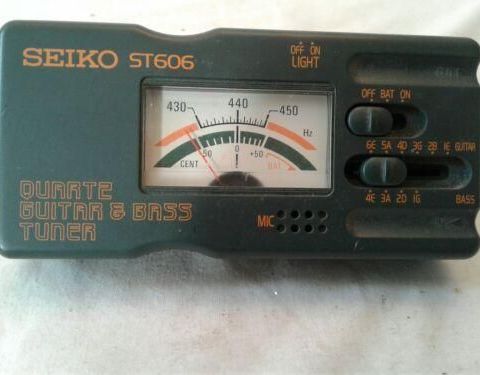 SEIKO ST606
OFF ON
LIGHT
OFF BAT ON
430 440 450
Hz
CENT 50 0 +50
BAT
6E 5A 4D 3G 2B 1E GUITAR
4E 3A 2D 1G BASS
MIC
QUARTZ
GUITAR & BASS
TUNER